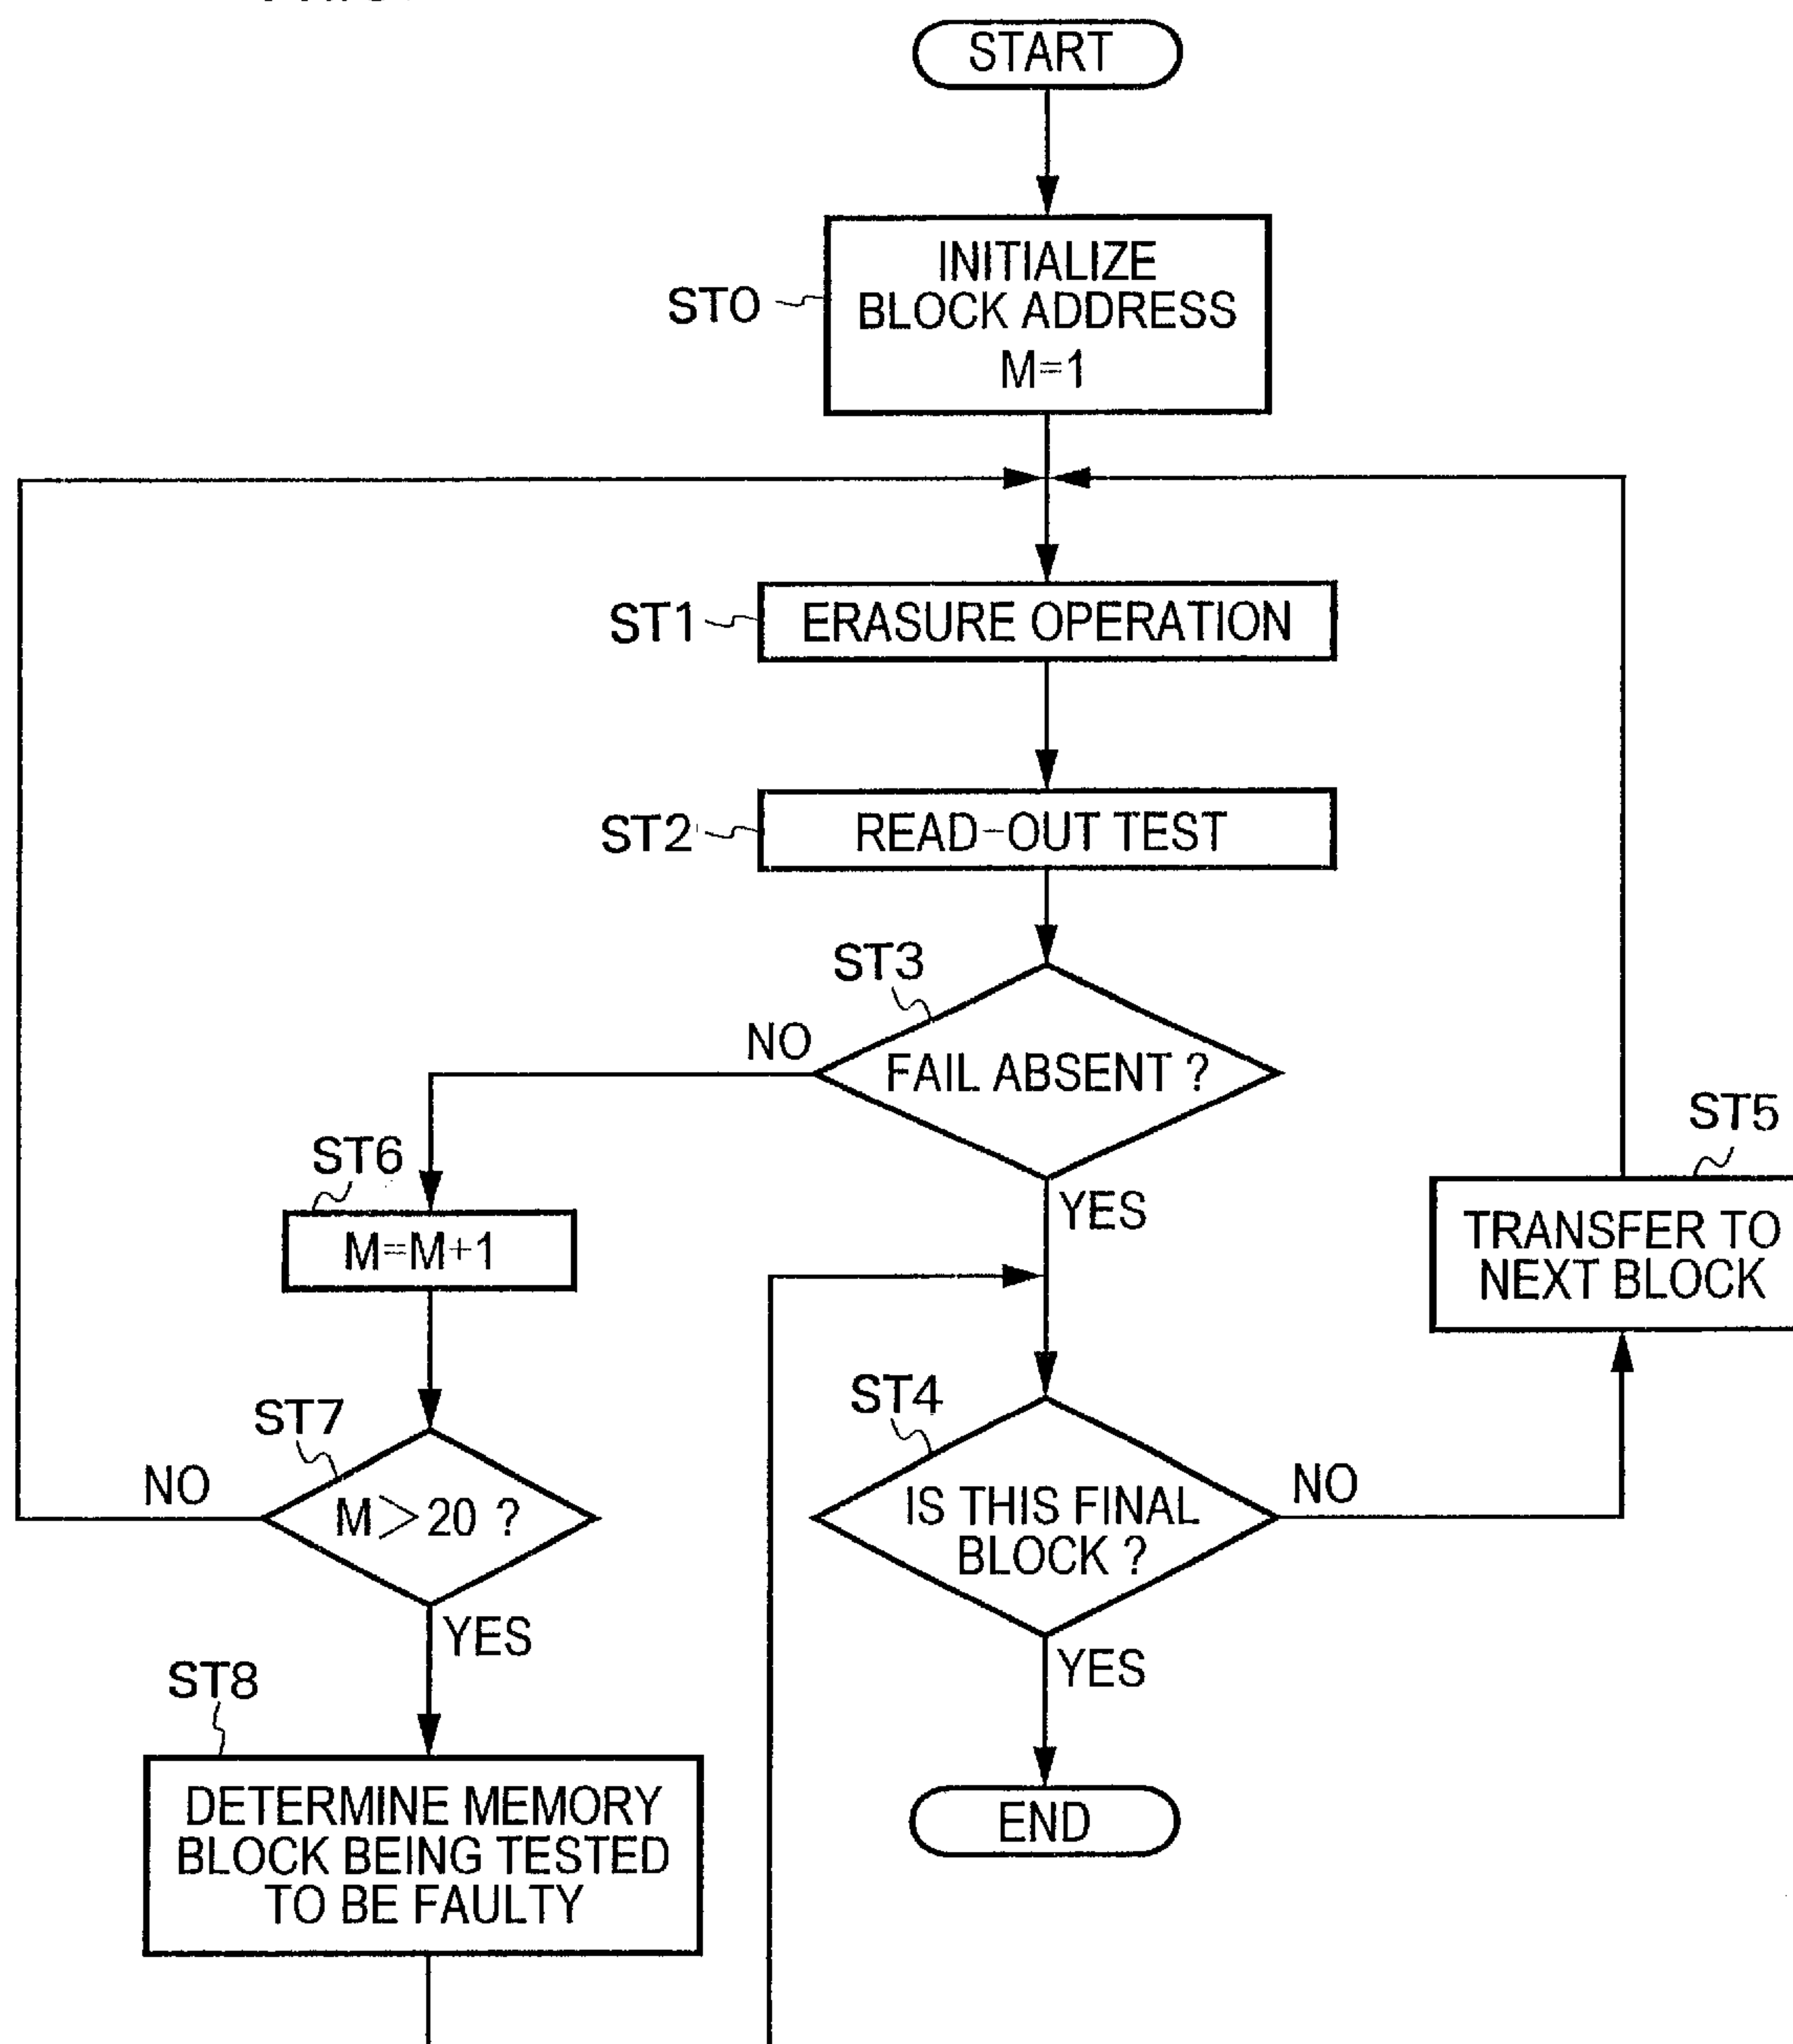 START
INITIALIZE
BLOCK ADDRESS
M=1
ST0
ERASURE OPERATION
ST1
READ-OUT TEST
ST2
ST3
FAIL ABSENT ?
NO
YES
ST6
M=M+1
ST5
TRANSFER TO
NEXT BLOCK
ST7
M>20 ?
NO
YES
ST4
IS THIS FINAL
BLOCK ?
NO
YES
ST8
DETERMINE MEMORY
BLOCK BEING TESTED
TO BE FAULTY
END